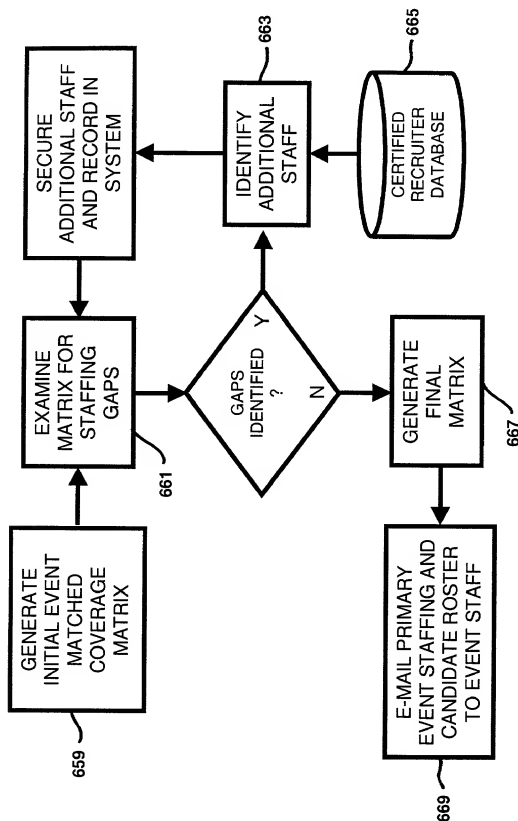 GENERATE
INITIAL EVENT
MATCHED
COVERAGE
MATRIX
659
EXAMINE
MATRIX FOR
STAFFING
GAPS
661
SECURE
ADDITIONAL STAFF
AND RECORD IN
SYSTEM
GAPS
IDENTIFIED
?
Y
N
IDENTIFY
ADDITIONAL
STAFF
663
CERTIFIED
RECRUITER
DATABASE
665
GENERATE
FINAL
MATRIX
667
E-MAIL PRIMARY
EVENT STAFFING AND
CANDIDATE ROSTER
TO EVENT STAFF
669